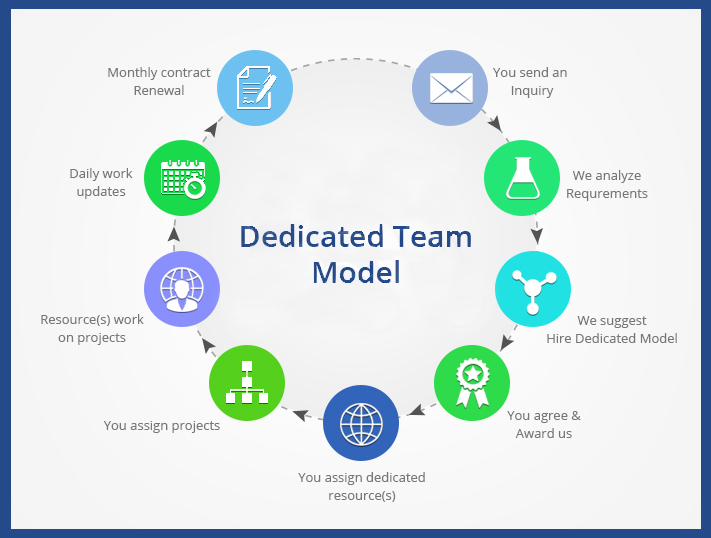 Dedicated Team
Model
You send an
Inquiry
We analyze
Requrements
We suggest
Hire Dedicated Model
You agree &
Award us
You assign dedicated
resource(s)
You assign projects
Resource(s) work
on projects
Daily work
updates
Monthly contract
Renewal